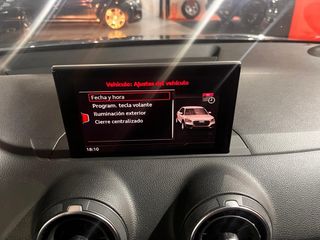 Vehículo: Ajustes del vehículo
Fecha y hora
Program. tecla volante
Iluminación exterior
Cierre centralizado
18:10